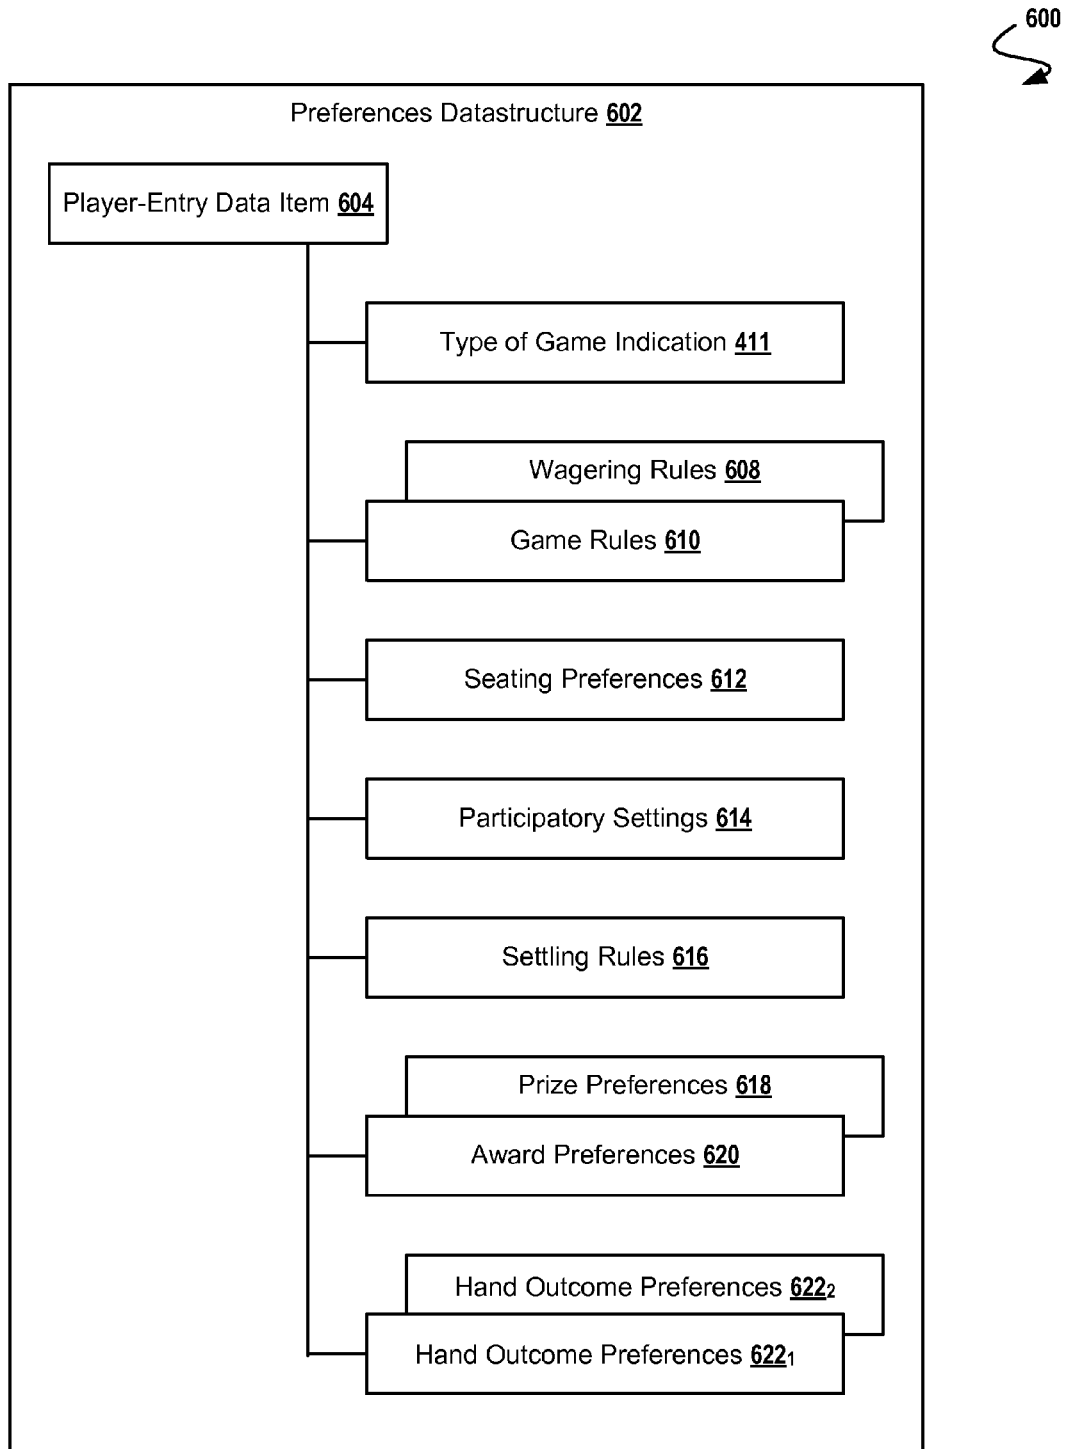 600
Preferences Datastructure 602
Player-Entry Data Item 604
Type of Game Indication 411
Wagering Rules 608
Game Rules 610
Seating Preferences 612
Participatory Settings 614
Settling Rules 616
Prize Preferences 618
Award Preferences 620
Hand Outcome Preferences 622₂
Hand Outcome Preferences 622₁